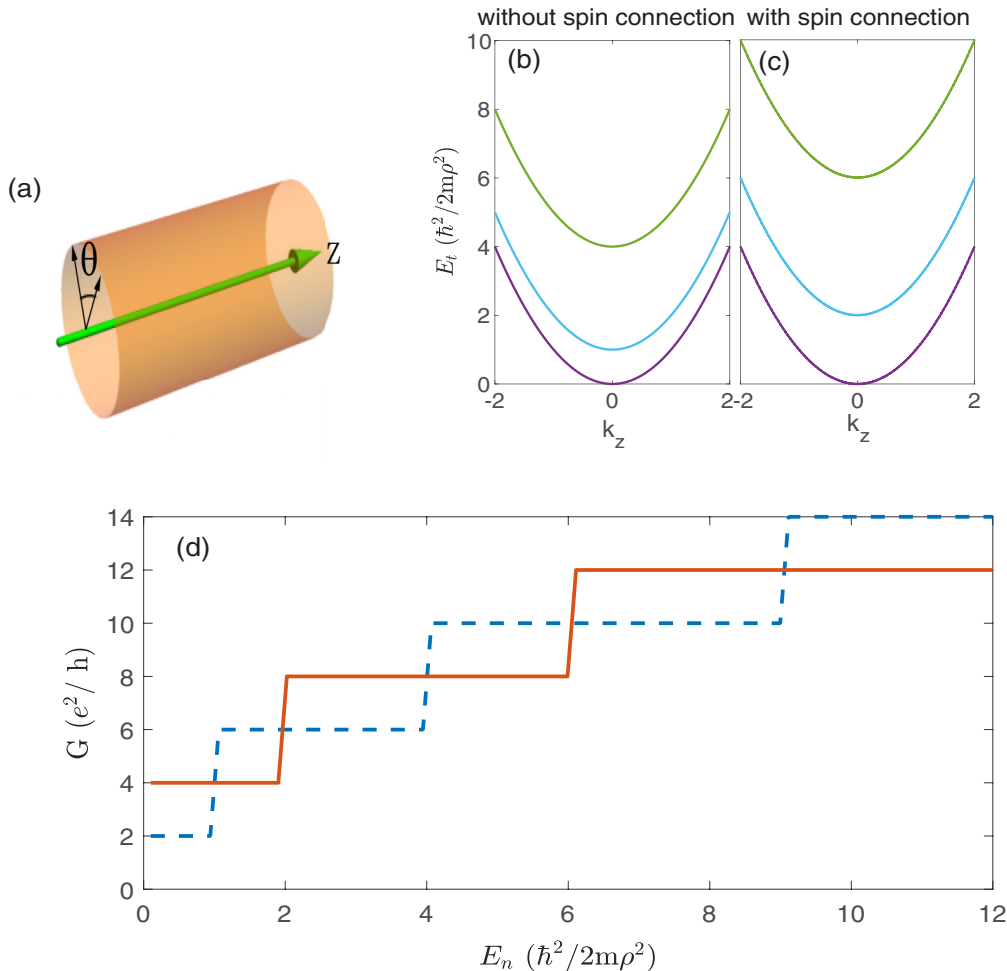 without spin connection
with spin connection
(a)
θ
Z
(b)
(c)
10
8
6
4
2
0
E_t (ħ²/2mρ²)
-2
0
2
-2
0
2
k_z
k_z
(d)
14
12
10
8
6
4
2
0
G (e²/ h)
0
2
4
6
8
10
12
E_n (ħ²/2mρ²)